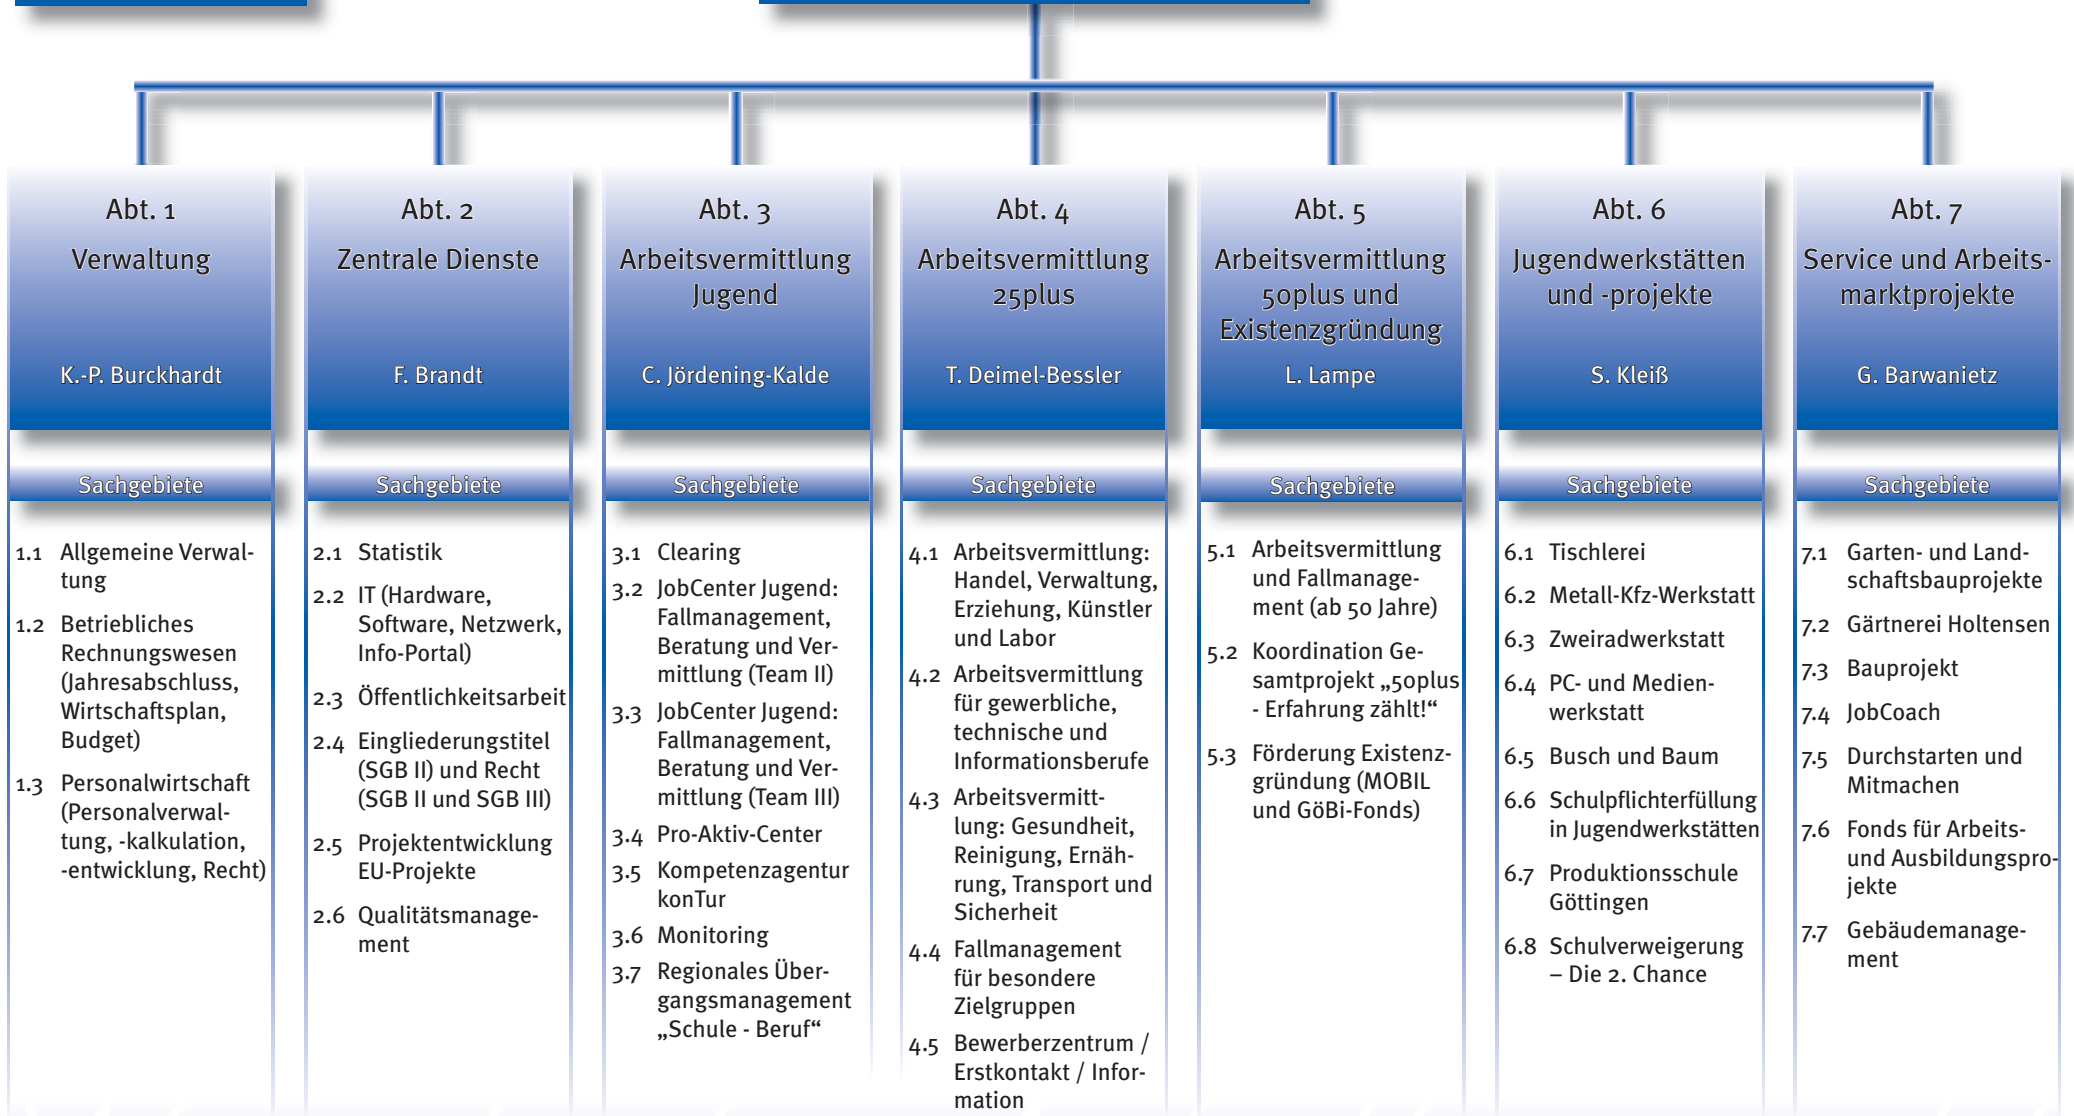 Abt. 1
Verwaltung
K.-P. Burckhardt
Sachgebiete
1.1 Allgemeine Verwal-
tung
1.2 Betriebliches
Rechnungswesen
(Jahresabschluss,
Wirtschaftsplan,
Budget)
1.3 Personalwirtschaft
(Personalverwal-
tung, -kalkulation,
-entwicklung, Recht)
Abt. 2
Zentrale Dienste
F. Brandt
Sachgebiete
2.1 Statistik
2.2 IT (Hardware,
Software, Netzwerk,
Info-Portal)
2.3 Öffentlichkeitsarbeit
2.4 Eingliederungstitel
(SGB II) und Recht
(SGB II und SGB III)
2.5 Projektentwicklung
EU-Projekte
2.6 Qualitätsmanage-
ment
Abt. 3
Arbeitsvermittlung
Jugend
C. Jördening-Kalde
Sachgebiete
3.1 Clearing
3.2 JobCenter Jugend:
Fallmanagement,
Beratung und Ver-
mittlung (Team II)
3.3 JobCenter Jugend:
Fallmanagement,
Beratung und Ver-
mittlung (Team III)
3.4 Pro-Aktiv-Center
3.5 Kompetenzagentur
konTur
3.6 Monitoring
3.7 Regionales Über-
gangsmanagement
„Schule - Beruf“
Abt. 4
Arbeitsvermittlung
25plus
T. Deimel-Bessler
Sachgebiete
4.1 Arbeitsvermittlung:
Handel, Verwaltung,
Erziehung, Künstler
und Labor
4.2 Arbeitsvermittlung
für gewerbliche,
technische und
Informationsberufe
4.3 Arbeitsvermitt-
lung: Gesundheit,
Reinigung, Ernäh-
rung, Transport und
Sicherheit
4.4 Fallmanagement
für besondere
Zielgruppen
4.5 Bewerberzentrum /
Erstkontakt / Infor-
mation
Abt. 5
Arbeitsvermittlung
50plus und
Existenzgründung
L. Lampe
Sachgebiete
5.1 Arbeitsvermittlung
und Fallmanage-
ment (ab 50 Jahre)
5.2 Koordination Ge-
samtprojekt „50plus
- Erfahrung zählt!“
5.3 Förderung Existenz-
gründung (MOBIL
und GöBi-Fonds)
Abt. 6
Jugendwerkstätten
und -projekte
S. Kleiß
Sachgebiete
6.1 Tischlerei
6.2 Metall-Kfz-Werkstatt
6.3 Zweiradwerkstatt
6.4 PC- und Medien-
werkstatt
6.5 Busch und Baum
6.6 Schulpflichterfüllung
in Jugendwerkstätten
6.7 Produktionsschule
Göttingen
6.8 Schulverweigerung
– Die 2. Chance
Abt. 7
Service und Arbeits-
marktprojekte
G. Barwanietz
Sachgebiete
7.1 Garten- und Land-
schaftsbauprojekte
7.2 Gärtnerei Holtensen
7.3 Bauprojekt
7.4 JobCoach
7.5 Durchstarten und
Mitmachen
7.6 Fonds für Arbeits-
und Ausbildungspro-
jekte
7.7 Gebäudemanage-
ment